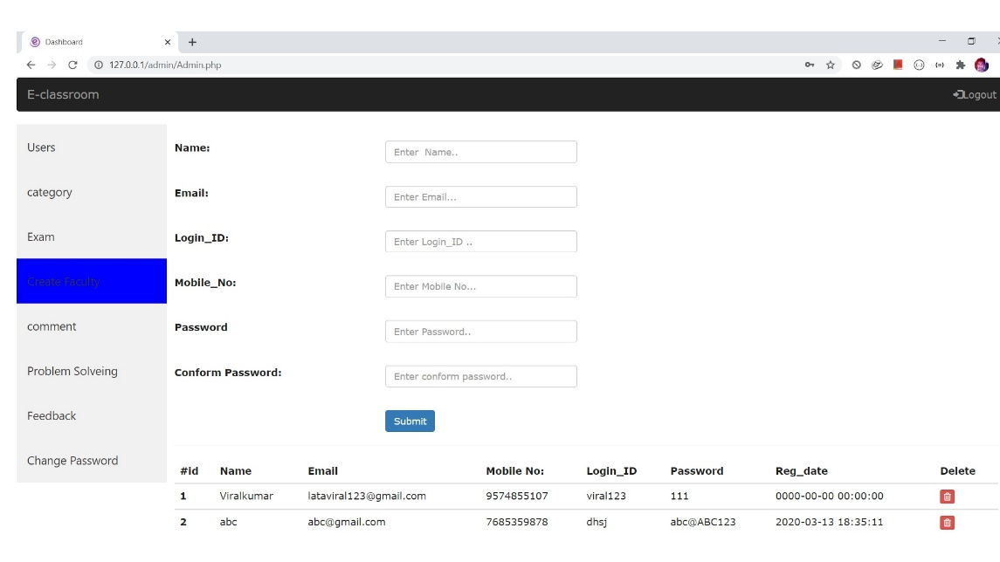 Dashboard
127.0.0.1/admin/Admin.php
E-classroom
Logout
Users
category
Exam
Create Faculty
comment
Problem Solveing
Feedback
Change Password
Name: Enter Name..
Email: Enter Email...
Login_ID: Enter Login_ID ..
Mobile_No: Enter Mobile No...
Password Enter Password..
Conform Password: Enter conform password..
Submit
#id Name Email Mobile No: Login_ID Password Reg_date Delete
1 Viralkumar lataviral123@gmail.com 9574855107 viral123 111 0000-00-00 00:00:00
2 abc abc@gmail.com 7685359878 dhsj abc@ABC123 2020-03-13 18:35:11